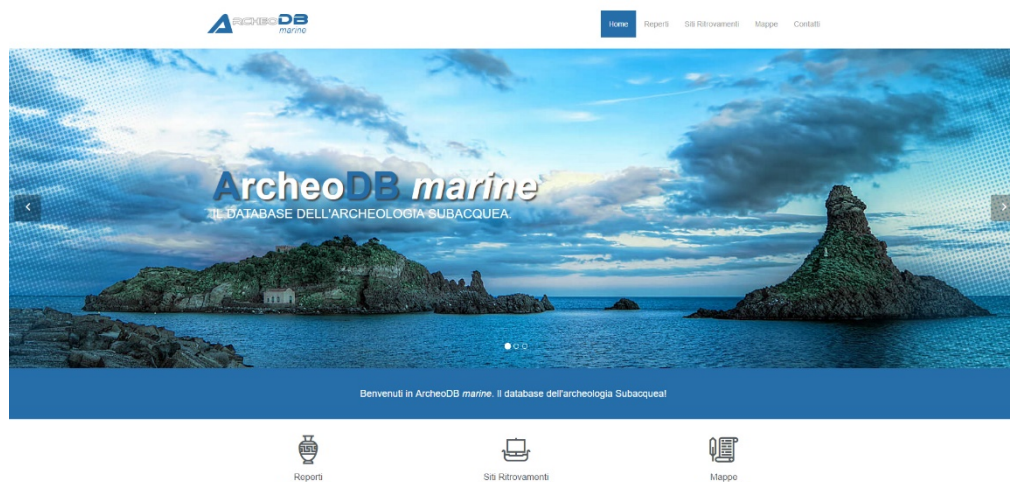 ARCHEODB
marine
Home Reperti Siti Ritrovamenti Mappe Contatti
ArcheoDB marine
IL DATABASE DELL'ARCHEOLOGIA SUBACQUEA.
Benvenuti in ArcheoDB marine. Il database dell'archeologia Subacquea!
Reperti Siti Ritrovamenti Mappe